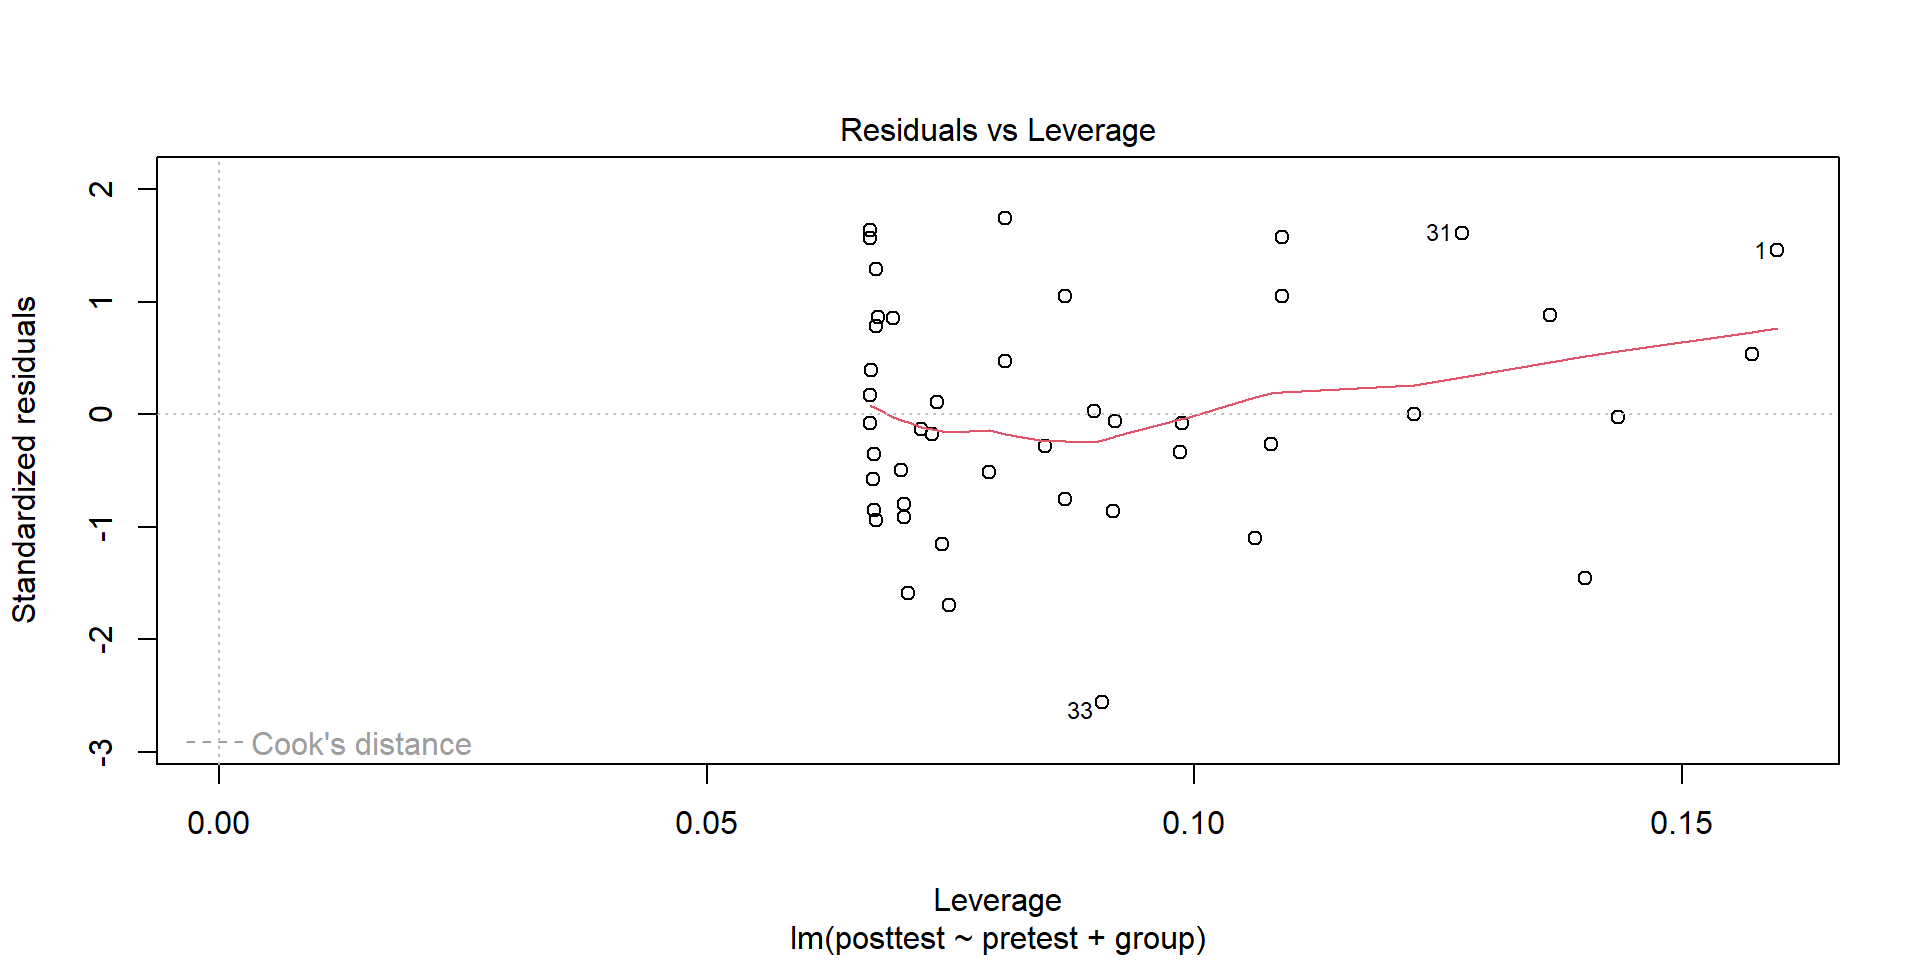 Residuals vs Leverage
Standardized residuals
2
1
0
-1
-2
-3
31
1
33
Cook's distance
0.00 0.05 0.10 0.15
Leverage
lm(posttest ~ pretest + group)